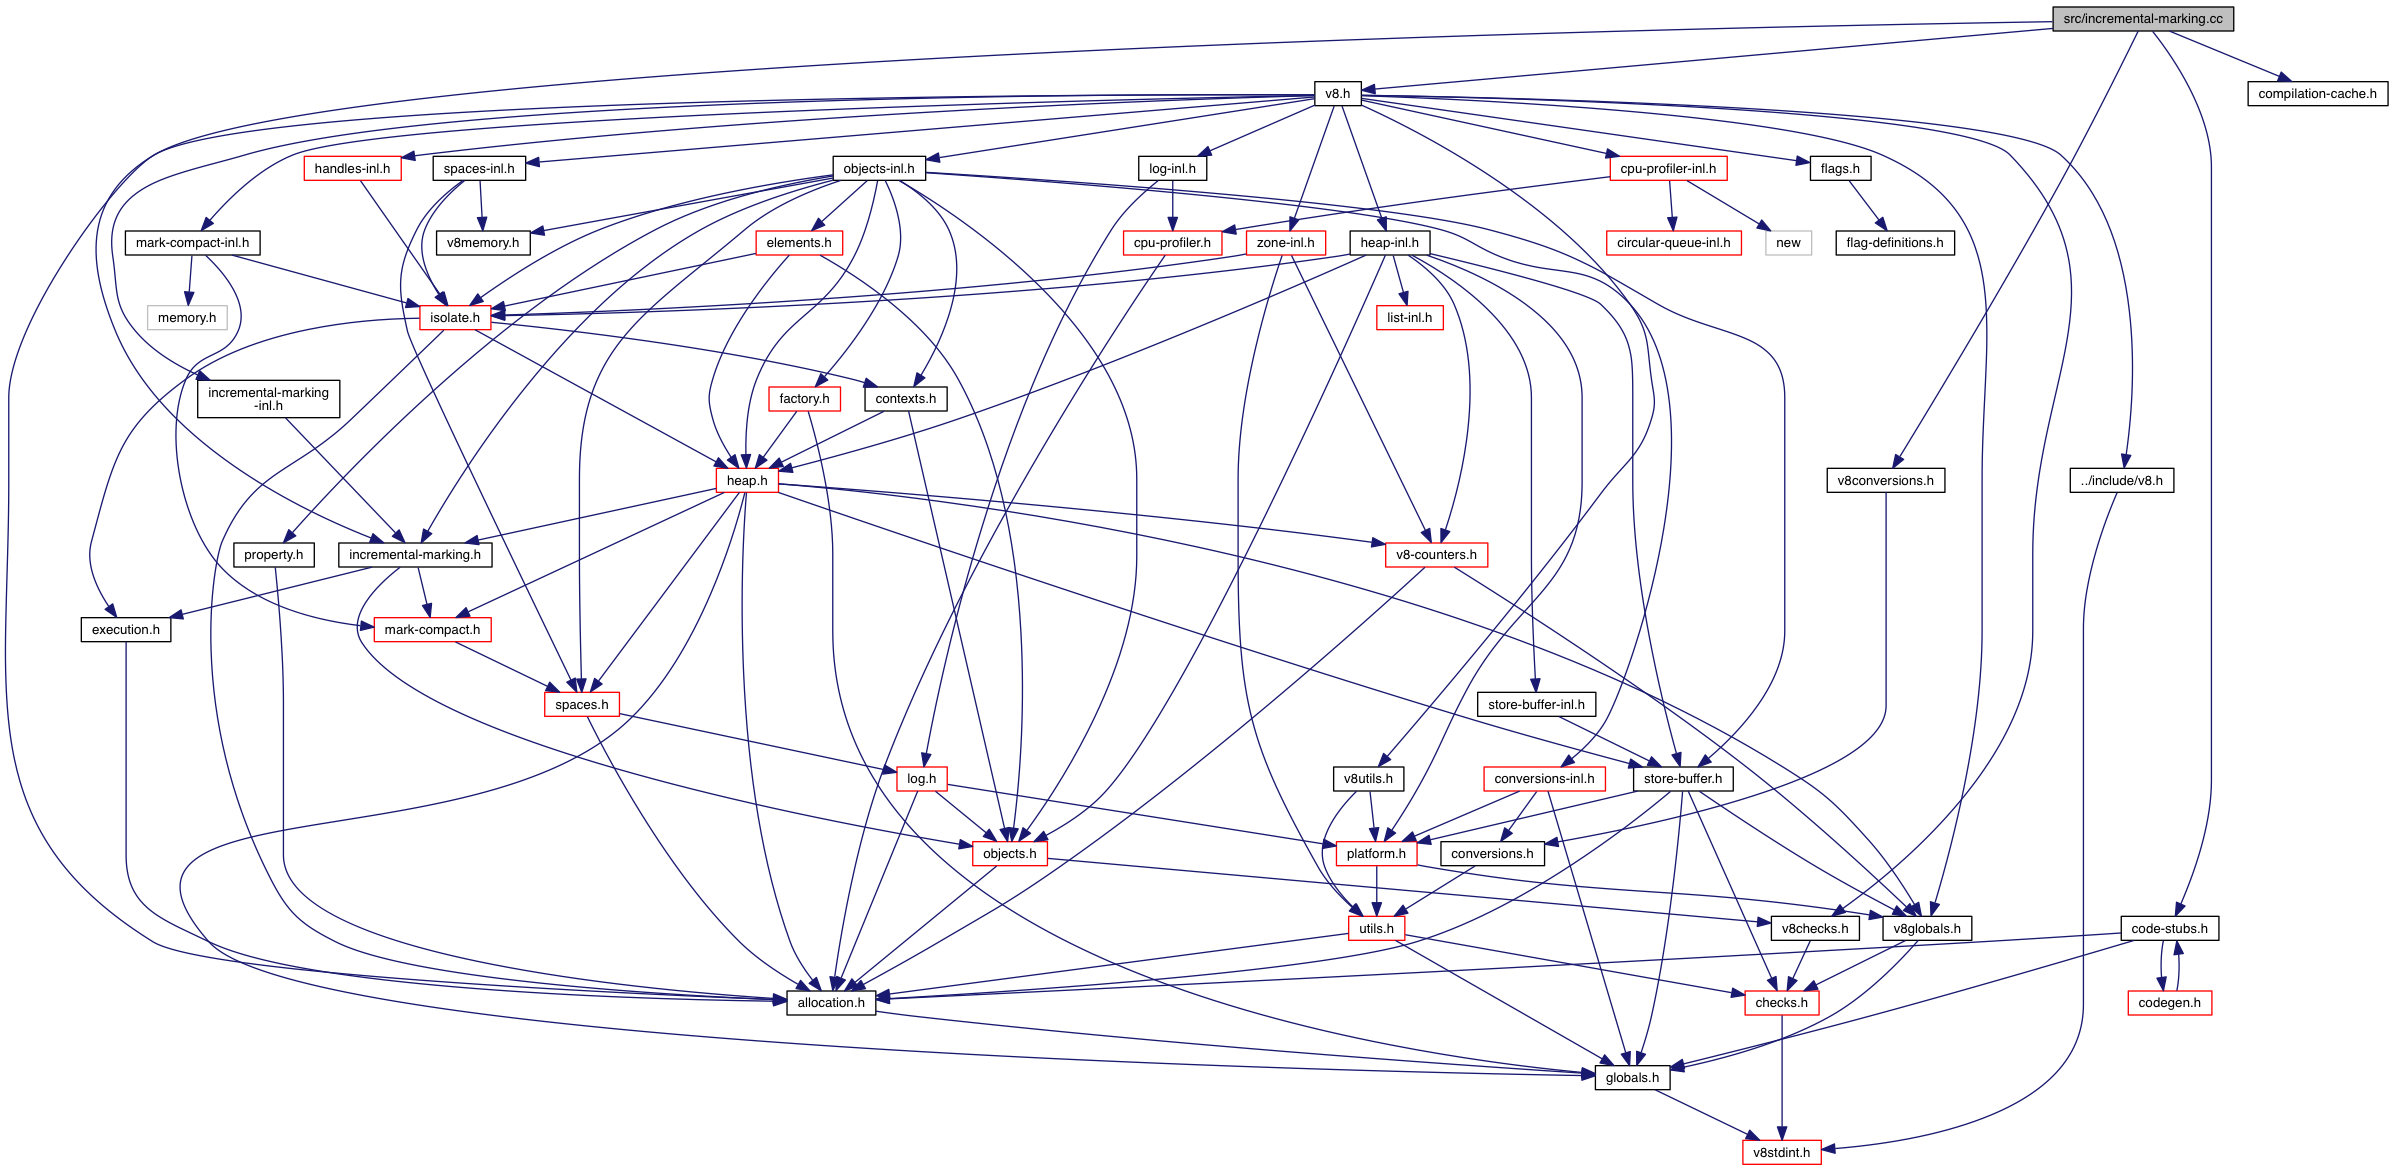 src/incremental-marking.cc
v8.h
compilation-cache.h
handles-inl.h
spaces-inl.h
objects-inl.h
log-inl.h
cpu-profiler-inl.h
flags.h
mark-compact-inl.h
v8memory.h
elements.h
cpu-profiler.h
zone-inl.h
heap-inl.h
circular-queue-inl.h
new
flag-definitions.h
memory.h
isolate.h
list-inl.h
incremental-marking
-inl.h
factory.h
contexts.h
heap.h
v8conversions.h
../include/v8.h
property.h
incremental-marking.h
v8-counters.h
execution.h
mark-compact.h
spaces.h
store-buffer-inl.h
log.h
v8utils.h
conversions-inl.h
store-buffer.h
objects.h
platform.h
conversions.h
utils.h
v8checks.h
v8globals.h
code-stubs.h
allocation.h
checks.h
codegen.h
globals.h
v8stdint.h